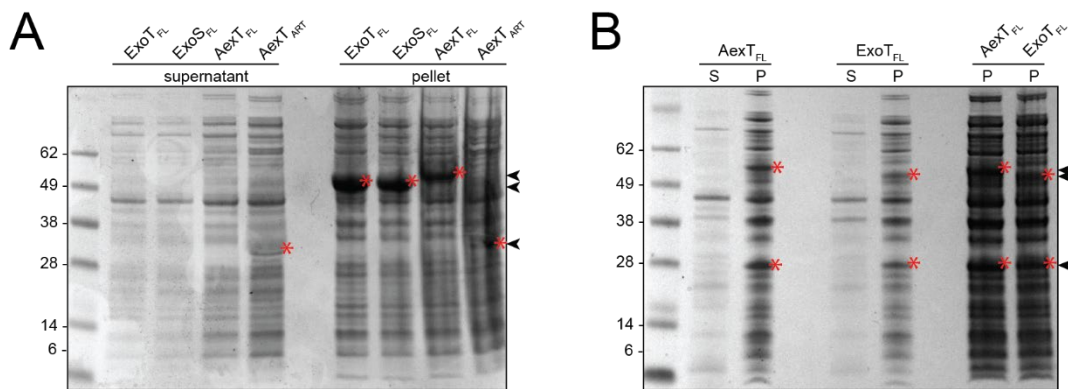 A
ExoT FL
ExoS FL
AexT FL
AexT ART
ExoT FL
ExoS FL
AexT FL
AexT ART
supernatant
pellet
62
49
38
28
14
6
*
*
*
*
*
B
AexT FL
ExoT FL
AexT FL
ExoT FL
S
P
S
P
P
P
62
49
38
28
14
6
*
*
*
*
*
*
*
*